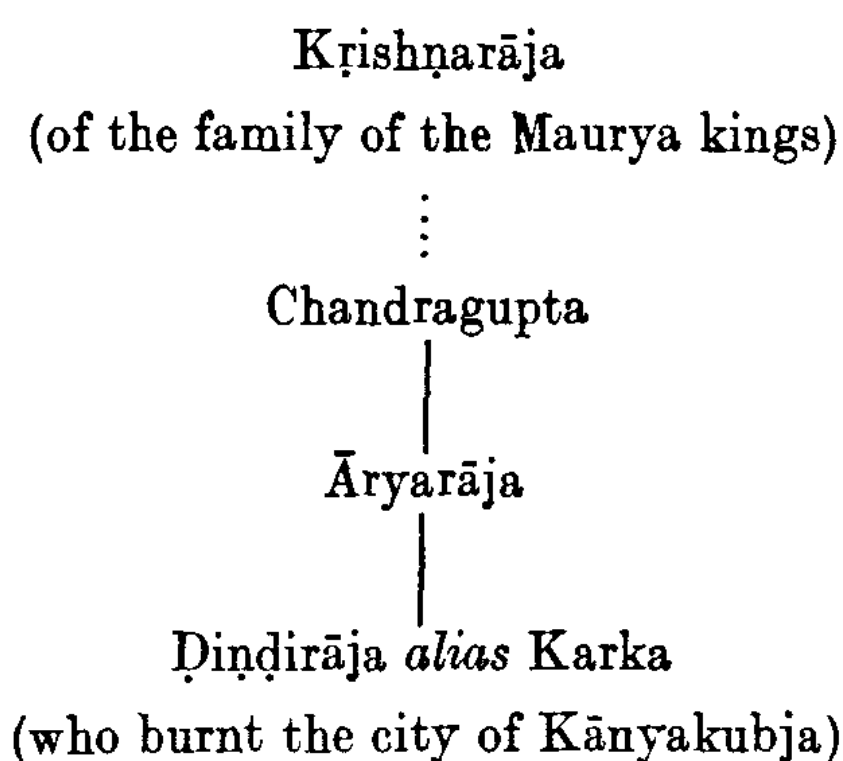 Kṛishṇarāja
(of the family of the Maurya kings)
Chandragupta
Āryarāja
Ḍiṇḍirāja alias Karka
(who burnt the city of Kānyakubja)